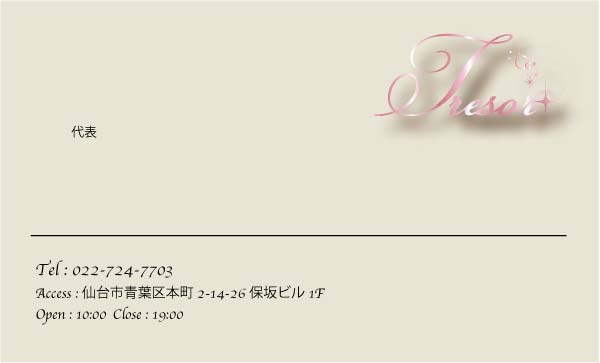 Tresor
代表
Tel : 022-724-7703
Access : 仙台市青葉区本町 2-14-26 保坂ビル 1F
Open : 10:00 Close : 19:00